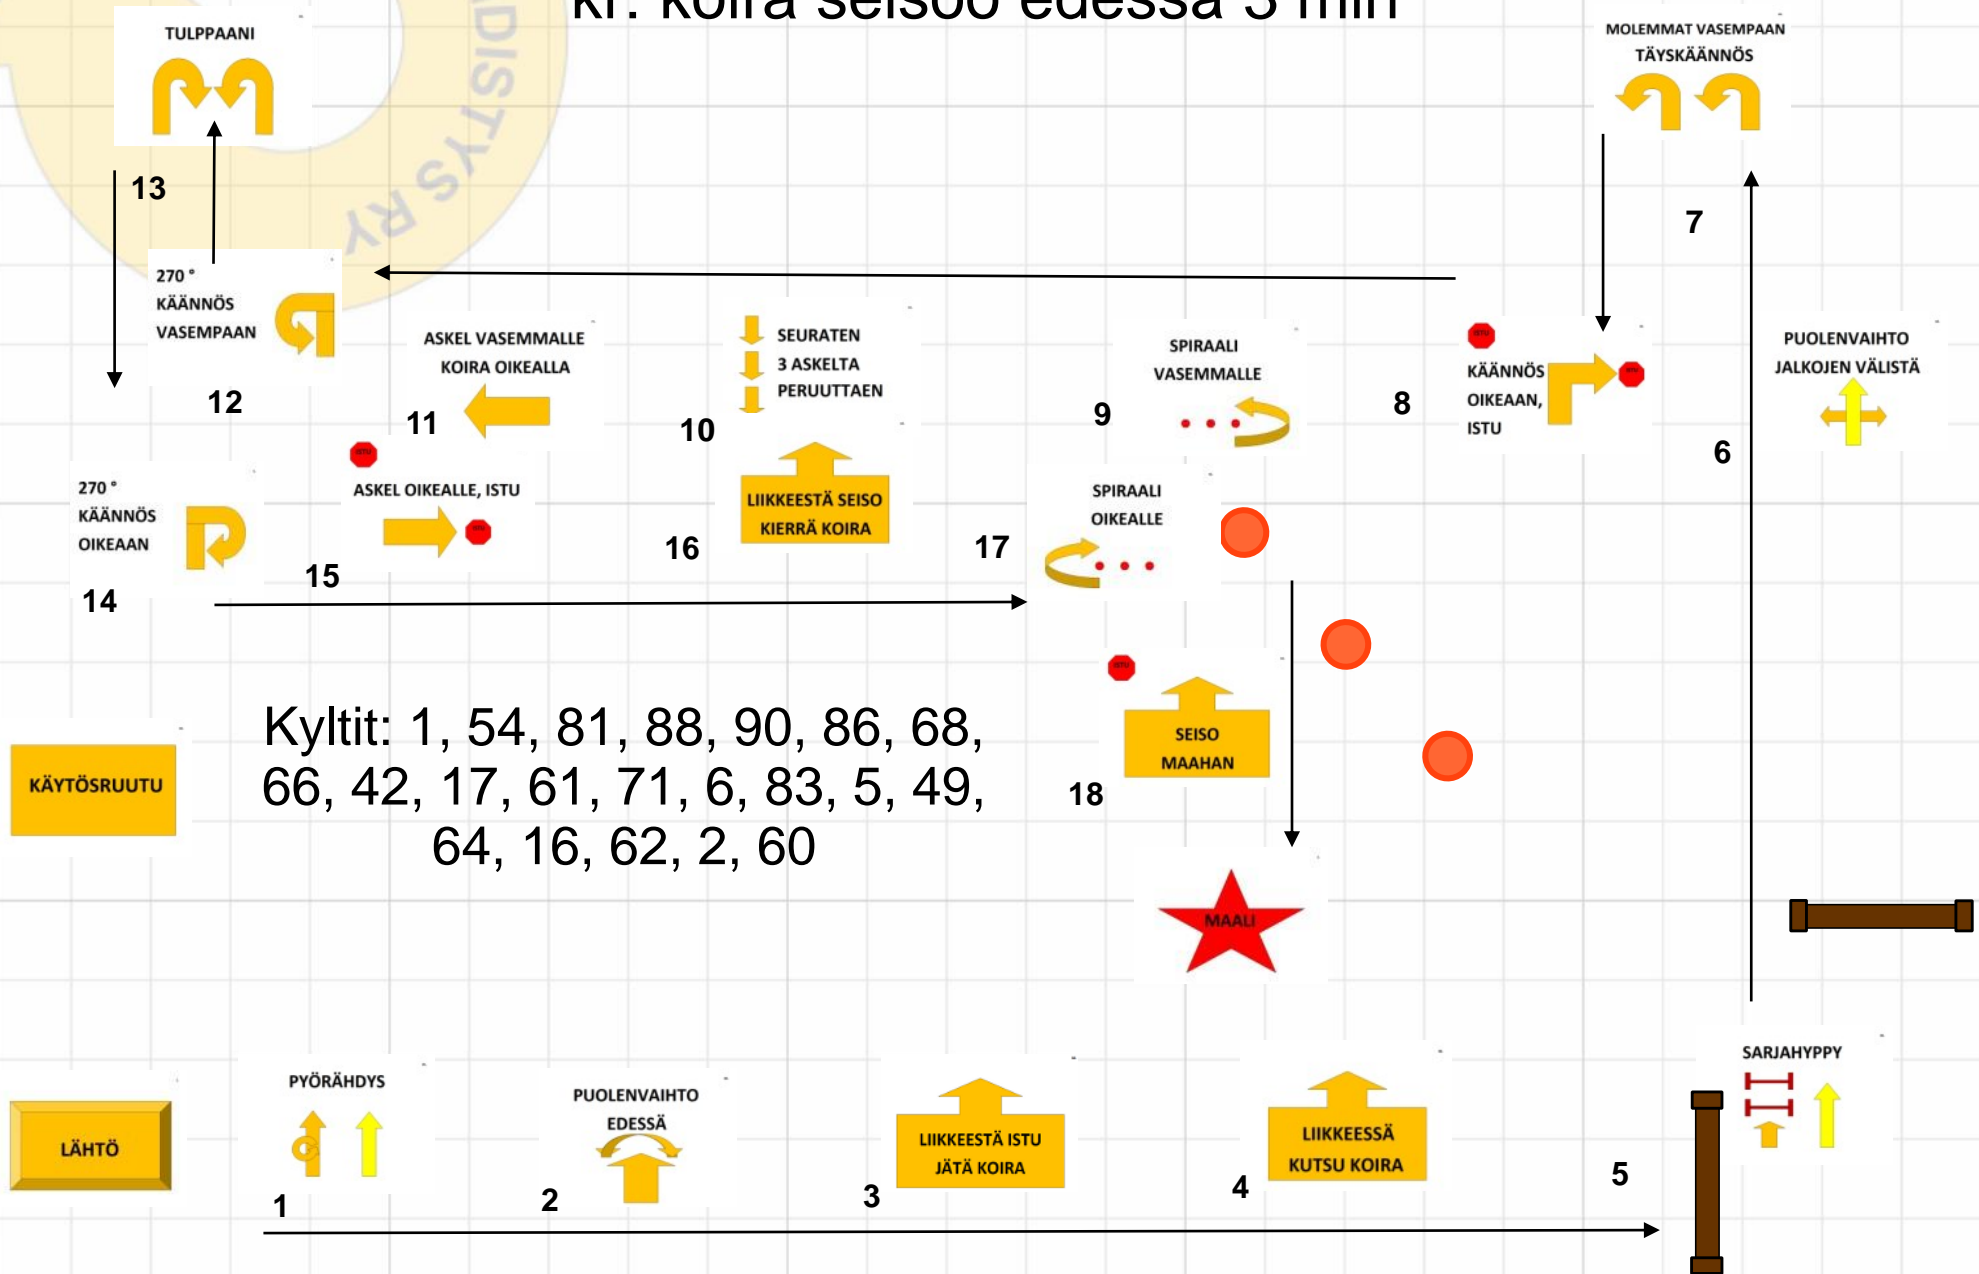 kr: koira seisoo edessä 3 min
DISTYS RY
TULPPAANI
13
MOLEMMAT VASEMPAAN
TÄYSKÄÄNNÖS
7
270 °
KÄÄNNÖS
VASEMPAAN
12
ASKEL VASEMMALLE
KOIRA OIKEALLA
11
SEURATEN
3 ASKELTA
PERUUTTAEN
10
SPIRAALI
VASEMMALLE
9
ISTU
KÄÄNNÖS
OIKEAAN,
ISTU
8
PUOLENVAIHTO
JALKOJEN VÄLISTÄ
6
270 °
KÄÄNNÖS
OIKEAAN
14
ISTU
ASKEL OIKEALLE, ISTU
15
LIIKKEESTÄ SEISO
KIERRÄ KOIRA
16
SPIRAALI
OIKEALLE
17
ISTU
SEISO
MAAHAN
18
KÄYTÖSRUUTU
Kyltit: 1, 54, 81, 88, 90, 86, 68,
66, 42, 17, 61, 71, 6, 83, 5, 49,
64, 16, 62, 2, 60
MAALI
LÄHTÖ
PYÖRÄHDYS
1
PUOLENVAIHTO
EDESSÄ
2
LIIKKEESTÄ ISTU
JÄTÄ KOIRA
3
LIIKKEESSÄ
KUTSU KOIRA
4
SARJAHYPPY
5